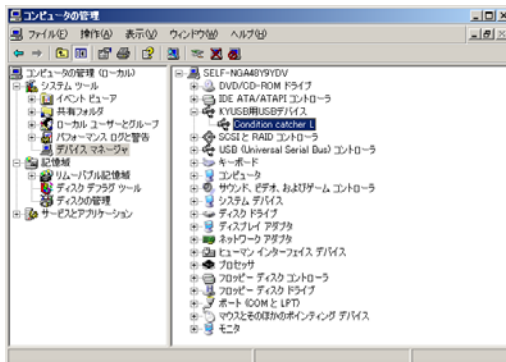 コンピュータの管理
ファイル(F) 操作(A) 表示(V) ウィンドウ(W) ヘルプ(H)
コンピュータの管理 (ローカル)
システム ツール
イベント ビューア
共有フォルダ
ローカル ユーザーとグループ
パフォーマンス ログと警告
デバイス マネージャ
記憶域
リムーバブル記憶域
ディスク デフラグ ツール
ディスクの管理
サービスとアプリケーション
SELF-NGA48Y9YDV
DVD/CD-ROM ドライブ
IDE ATA/ATAPI コントローラ
KYUSB用USBデバイス
Condition catcher L
SCSI と RAID コントローラ
USB (Universal Serial Bus) コントローラ
キーボード
コンピュータ
サウンド、ビデオ、およびゲーム コントローラ
システム デバイス
ディスク ドライブ
ディスプレイ アダプタ
ネットワーク アダプタ
ヒューマン インターフェイス デバイス
プロセッサ
フロッピー ディスク コントローラ
フロッピー ディスク ドライブ
ポート (COM と LPT)
マウスとそのほかのポインティング デバイス
モニタ